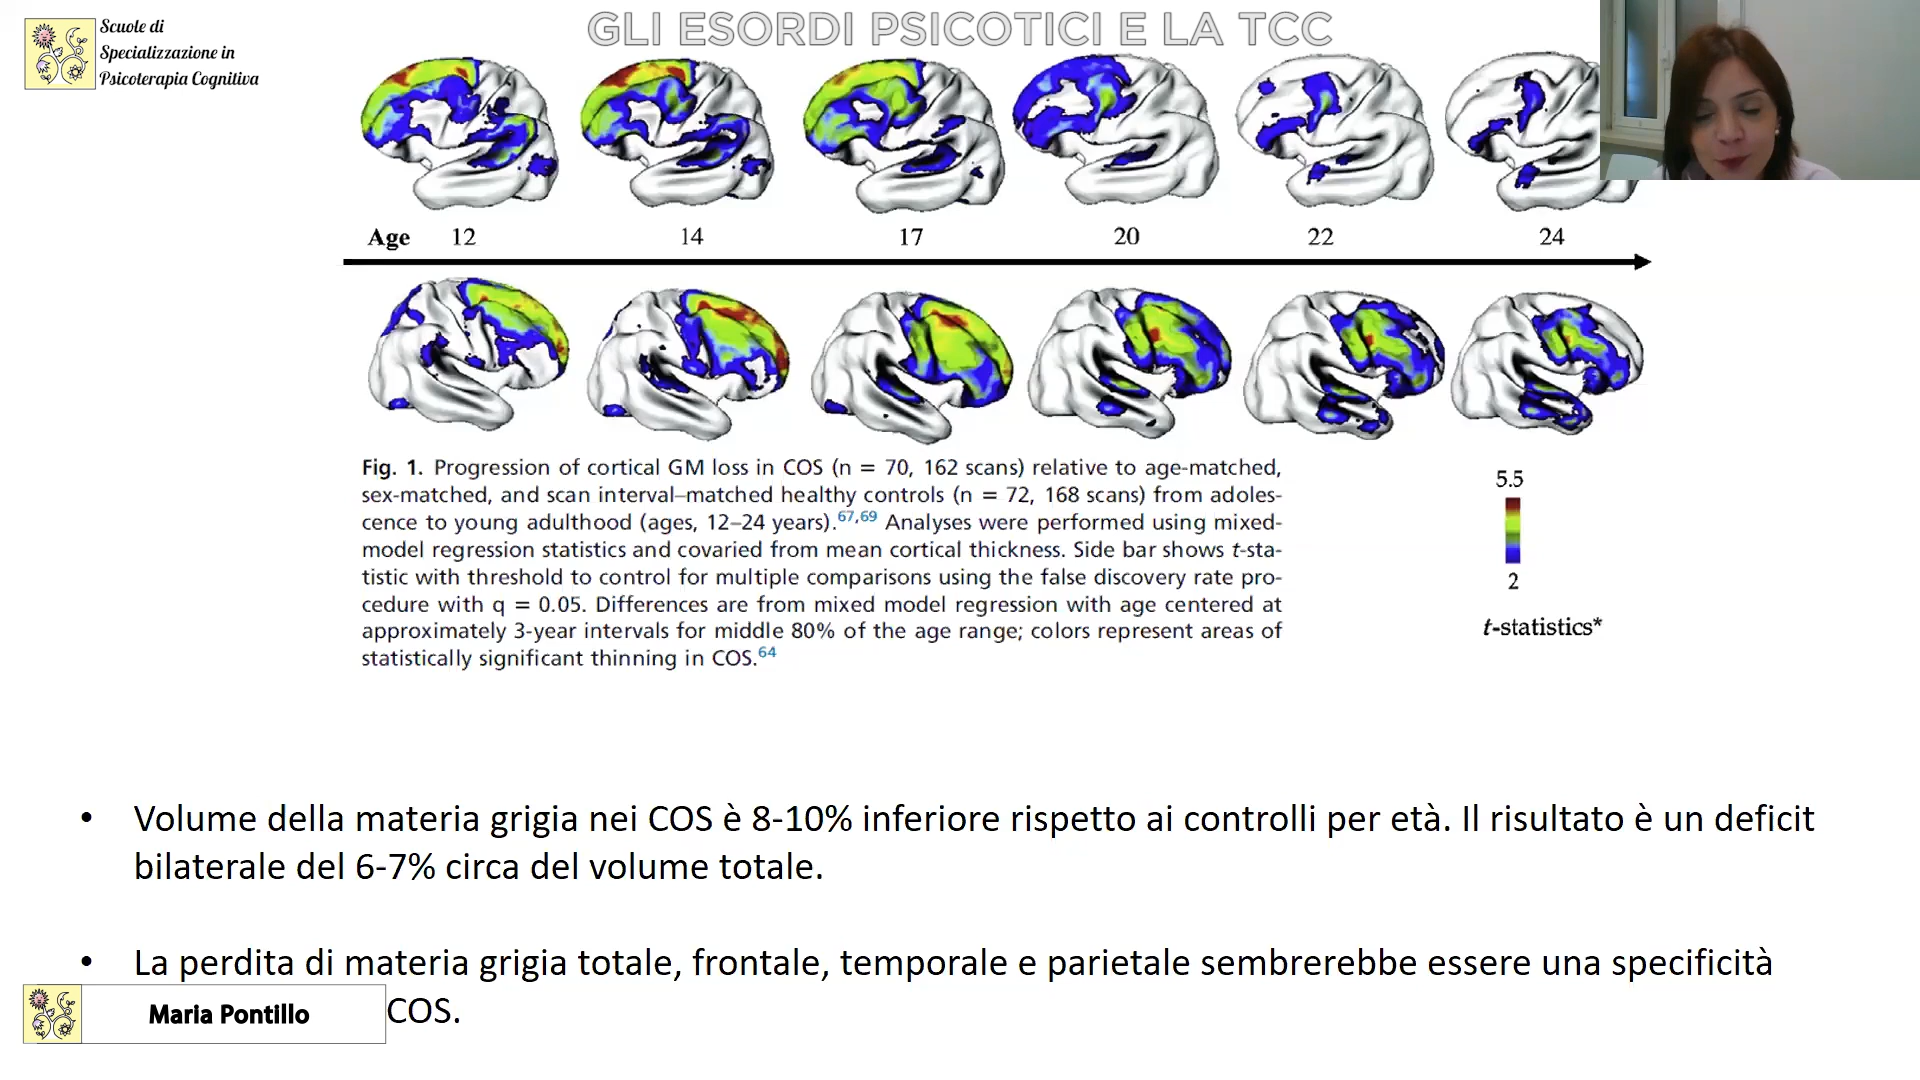 Scuole di
Specializzazione in
Psicoterapia Cognitiva
GLI ESORDI PSICOTICI E LA TCC
Age 12 14 17 20 22 24
Fig. 1. Progression of cortical GM loss in COS (n = 70, 162 scans) relative to age-matched,
sex-matched, and scan interval–matched healthy controls (n = 72, 168 scans) from adoles-
cence to young adulthood (ages, 12–24 years).67,69 Analyses were performed using mixed-
model regression statistics and covaried from mean cortical thickness. Side bar shows t-sta-
tistic with threshold to control for multiple comparisons using the false discovery rate pro-
cedure with q = 0.05. Differences are from mixed model regression with age centered at
approximately 3-year intervals for middle 80% of the age range; colors represent areas of
statistically significant thinning in COS.64
5.5
2
t-statistics*
• Volume della materia grigia nei COS è 8-10% inferiore rispetto ai controlli per età. Il risultato è un deficit
bilaterale del 6-7% circa del volume totale.
• La perdita di materia grigia totale, frontale, temporale e parietale sembrerebbe essere una specificità
COS.
Maria Pontillo